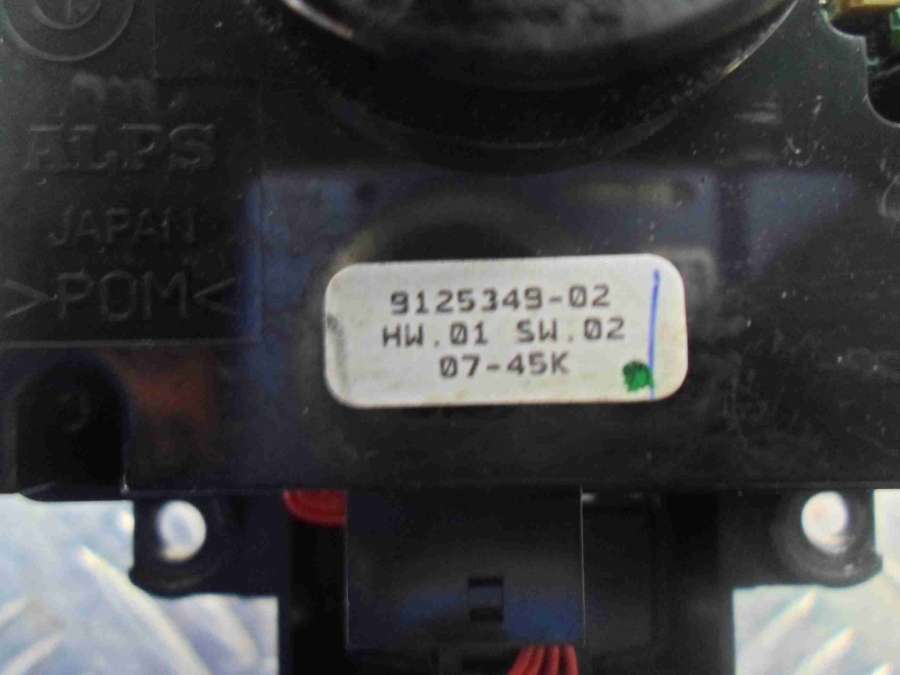 ALPS
JAPAN
>POM<
9125349-02
HW.01 SW.02
07-45K